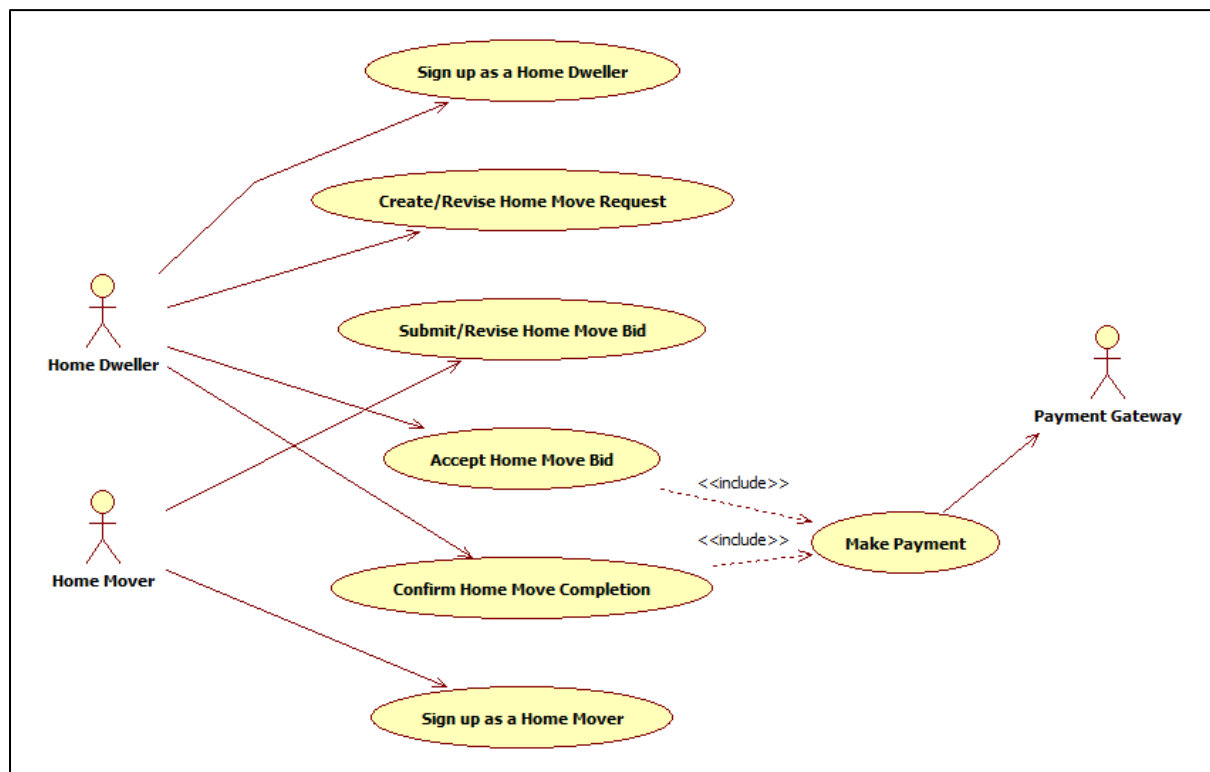 Sign up as a Home Dweller
Create/Revise Home Move Request
Submit/Revise Home Move Bid
Home Dweller
Payment Gateway
Accept Home Move Bid
<<include>>
<<include>>
Make Payment
Home Mover
Confirm Home Move Completion
Sign up as a Home Mover